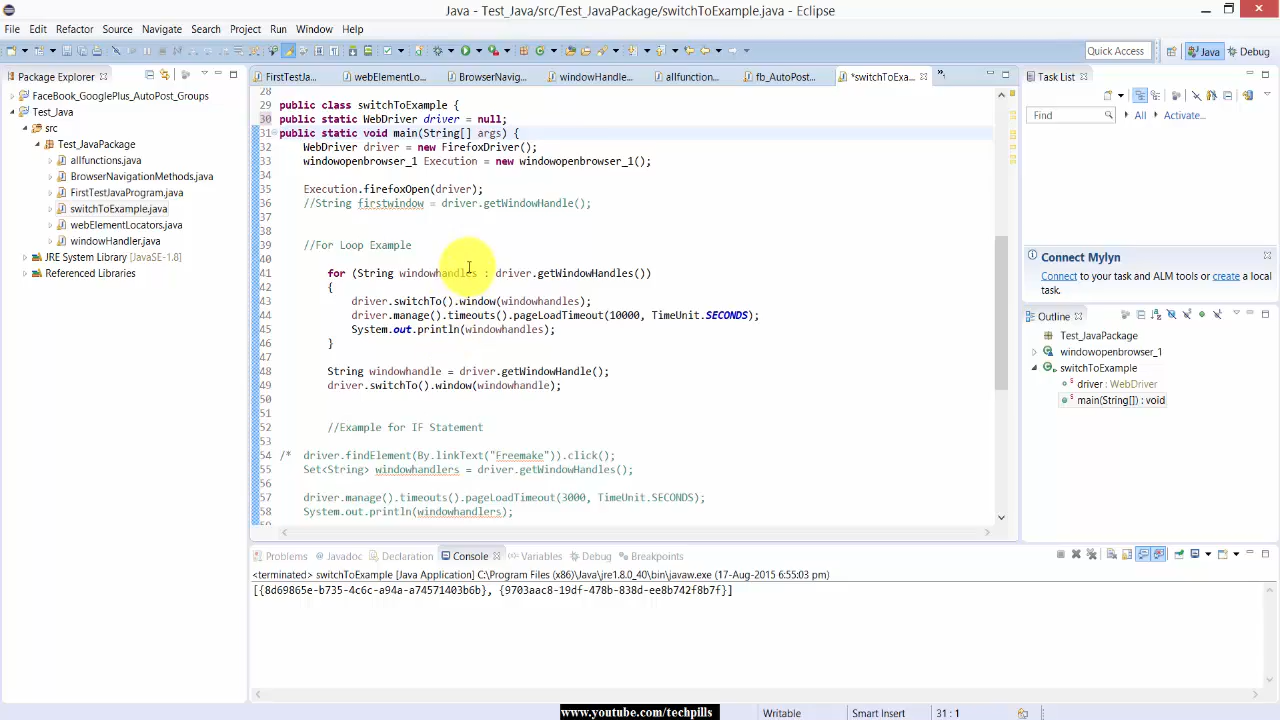 Java - Test_Java/src/Test_JavaPackage/switchToExample.java - Eclipse
File Edit Refactor Source Navigate Search Project Run Window Help
Quick Access Java Debug
Package Explorer
FaceBook_GooglePlus_AutoPost_Groups
Test_Java
src
Test_JavaPackage
allfunctions.java
BrowserNavigationMethods.java
FirstTestJavaProgram.java
switchToExample.java
webElementLocators.java
windowHandler.java
JRE System Library [JavaSE-1.8]
Referenced Libraries
FirstTestJa... webElementLo... BrowserNavig... windowHandle... allfunction... fb_AutoPost... *switchToExa...
28
29 public class switchToExample {
30 public static WebDriver driver = null;
31 public static void main(String[] args) {
32 WebDriver driver = new FirefoxDriver();
33 windowopenbrowser_1 Execution = new windowopenbrowser_1();
34
35 Execution.firefoxOpen(driver);
36 //String firstwindow = driver.getWindowHandle();
37
38
39 //For Loop Example
40
41 for (String windowhandles : driver.getWindowHandles())
42 {
43 driver.switchTo().window(windowhandles);
44 driver.manage().timeouts().pageLoadTimeout(10000, TimeUnit.SECONDS);
45 System.out.println(windowhandles);
46 }
47
48 String windowhandle = driver.getWindowHandle();
49 driver.switchTo().window(windowhandle);
50
51
52 //Example for IF Statement
53
54 /* driver.findElement(By.linkText("Freemake")).click();
55 Set<String> windowhandlers = driver.getWindowHandles();
56
57 driver.manage().timeouts().pageLoadTimeout(3000, TimeUnit.SECONDS);
58 System.out.println(windowhandlers);
Task List
Find All Activate...
Connect Mylyn
Connect to your task and ALM tools or create a local
task.
Outline
Test_JavaPackage
windowopenbrowser_1
switchToExample
driver : WebDriver
main(String[]) : void
Problems Javadoc Declaration Console Variables Debug Breakpoints
<terminated> switchToExample [Java Application] C:\Program Files (x86)\Java\jre1.8.0_40\bin\javaw.exe (17-Aug-2015 6:55:03 pm)
[{8d69865e-b735-4c6c-a94a-a74571403b6b}, {9703aac8-19df-478b-838d-ee8b742f8b7f}]
www.youtube.com/techpills Writable Smart Insert 31 : 1